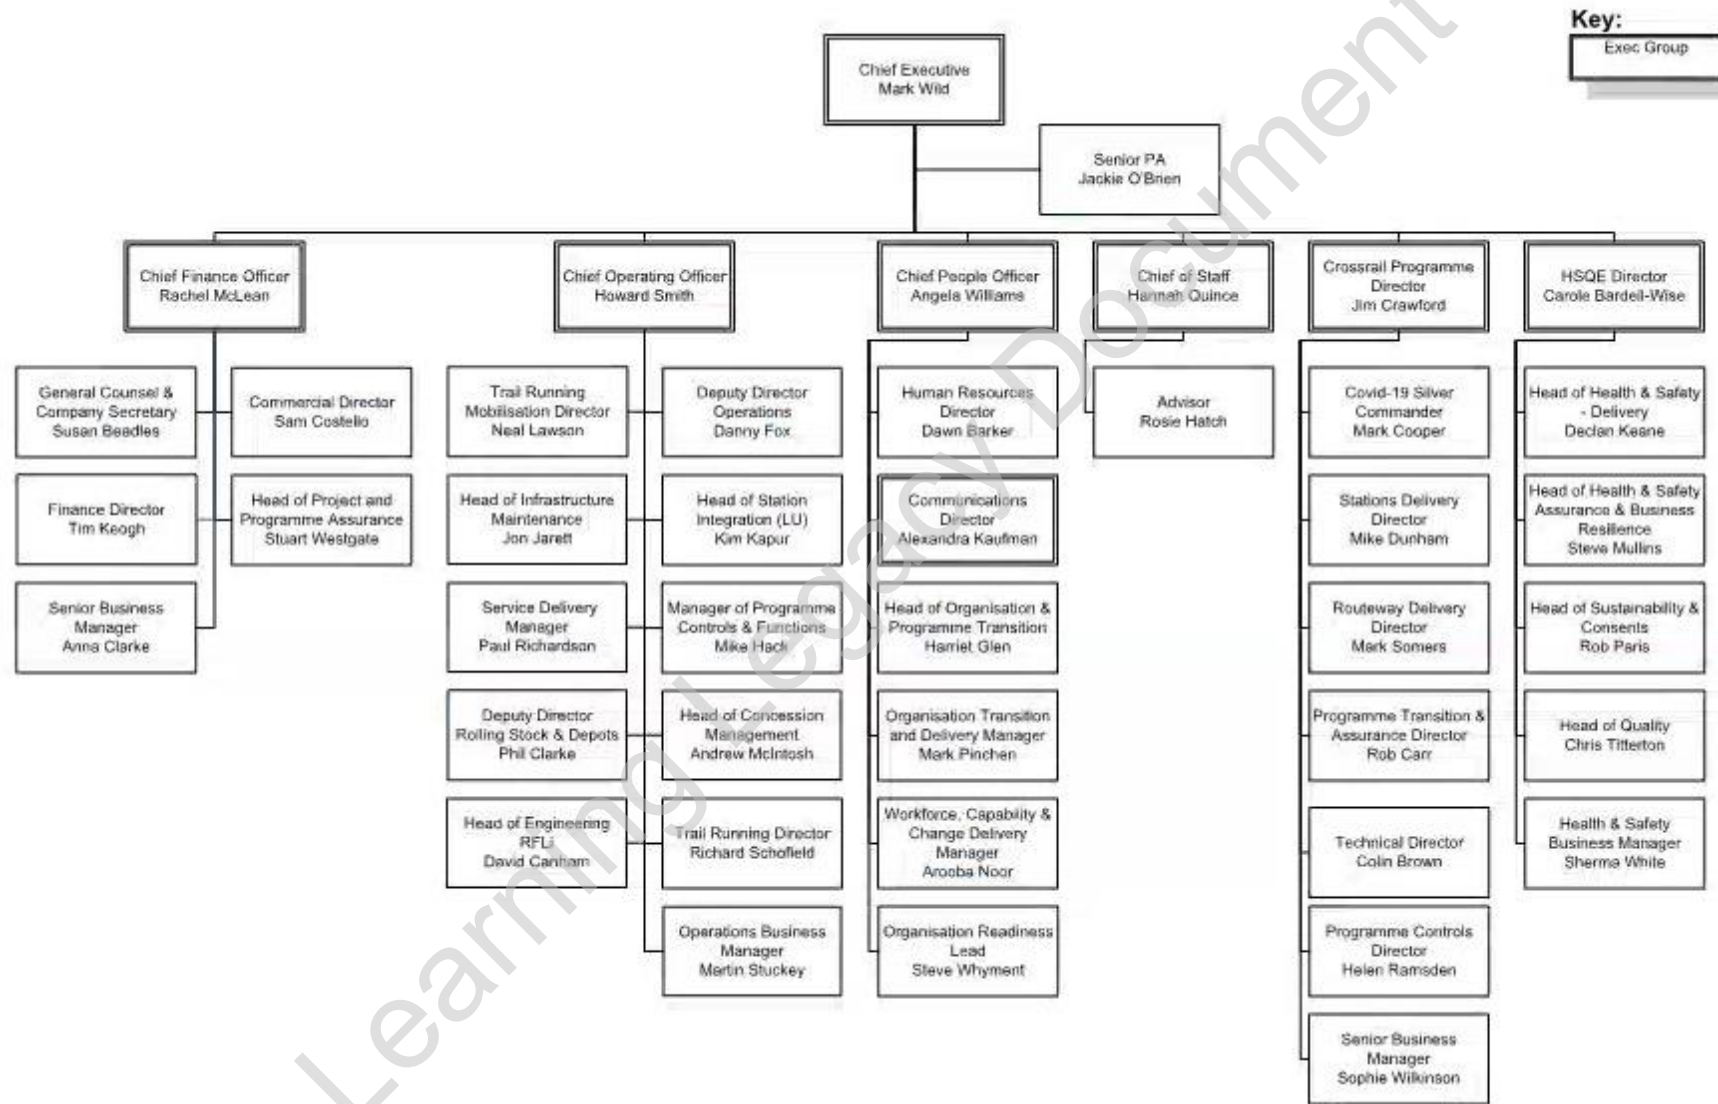 Key:
Exec Group
Chief Executive
Mark Wild
Senior PA
Jackie O'Brien
Chief Finance Officer
Rachel McLean
Chief Operating Officer
Howard Smith
Chief People Officer
Angela Williams
Chief of Staff
Hannah Quince
Crossrail Programme
Director
Jim Crawford
HSQE Director
Carole Bardell-Wise
General Counsel &
Company Secretary
Susan Beadles
Commercial Director
Sam Costello
Finance Director
Tim Keogh
Head of Project and
Programme Assurance
Stuart Westgate
Senior Business
Manager
Anna Clarke
Trail Running
Mobilisation Director
Neal Lawson
Deputy Director
Operations
Danny Fox
Head of Infrastructure
Maintenance
Jon Jarett
Head of Station
Integration (LU)
Kim Kapur
Service Delivery
Manager
Paul Richardson
Manager of Programme
Controls & Functions
Mike Hack
Deputy Director
Rolling Stock & Depots
Phil Clarke
Head of Concession
Management
Andrew McIntosh
Head of Engineering
RFLi
David Canham
Trail Running Director
Richard Schofield
Operations Business
Manager
Martin Stuckey
Human Resources
Director
Dawn Barker
Communications
Director
Alexandra Kaufman
Head of Organisation &
Programme Transition
Harriet Glen
Organisation Transition
and Delivery Manager
Mark Pinchen
Workforce, Capability &
Change Delivery
Manager
Arooba Noor
Organisation Readiness
Lead
Steve Whyment
Advisor
Rosie Hatch
Covid-19 Silver
Commander
Mark Cooper
Stations Delivery
Director
Mike Dunham
Routeway Delivery
Director
Mark Somers
Programme Transition &
Assurance Director
Rob Carr
Technical Director
Colin Brown
Programme Controls
Director
Helen Ramsden
Senior Business
Manager
Sophie Wilkinson
Head of Health & Safety
- Delivery
Declan Keane
Head of Health & Safety
Assurance & Business
Resilience
Steve Mullins
Head of Sustainability &
Consents
Rob Paris
Head of Quality
Chris Titterton
Health & Safety
Business Manager
Sherma White
Learning Legacy Document